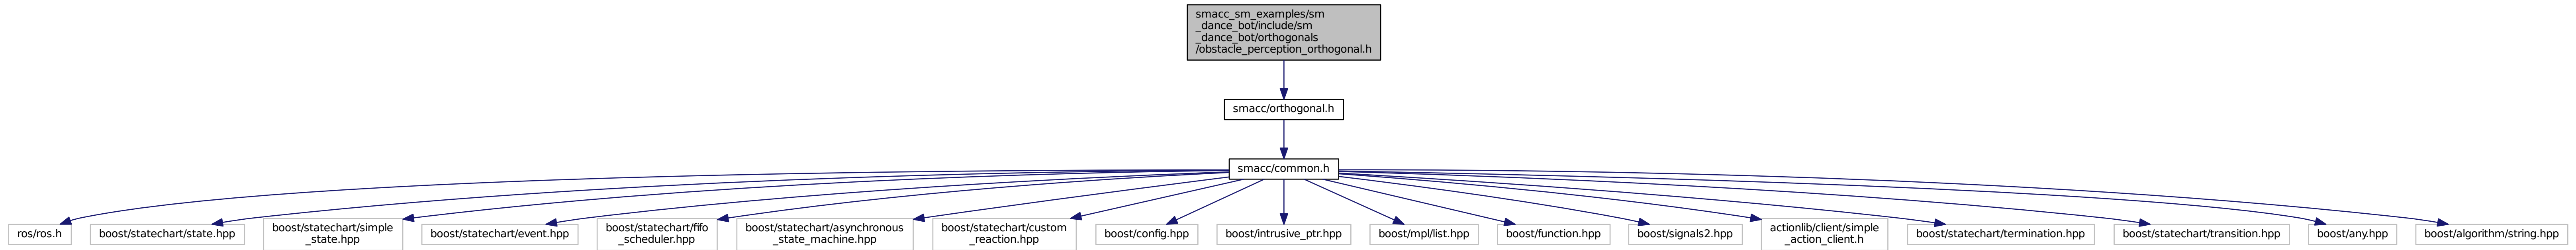 smacc_sm_examples/sm
_dance_bot/include/sm
_dance_bot/orthogonals
/obstacle_perception_orthogonal.h
smacc/orthogonal.h
smacc/common.h
ros/ros.h
boost/statechart/state.hpp
boost/statechart/simple
_state.hpp
boost/statechart/event.hpp
boost/statechart/fifo
_scheduler.hpp
boost/statechart/asynchronous
_state_machine.hpp
boost/statechart/custom
_reaction.hpp
boost/config.hpp
boost/intrusive_ptr.hpp
boost/mpl/list.hpp
boost/function.hpp
boost/signals2.hpp
actionlib/client/simple
_action_client.h
boost/statechart/termination.hpp
boost/statechart/transition.hpp
boost/any.hpp
boost/algorithm/string.hpp